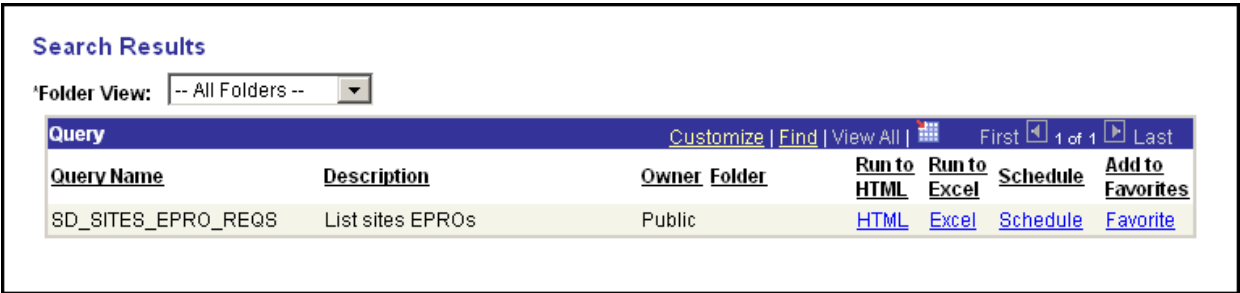 Search Results
*Folder View: -- All Folders --
Query Customize | Find | View All | First 1 of 1 Last
Query Name Description Owner Folder Run to HTML Run to Excel Schedule Add to Favorites
SD_SITES_EPRO_REQS List sites EPROs Public HTML Excel Schedule Favorite